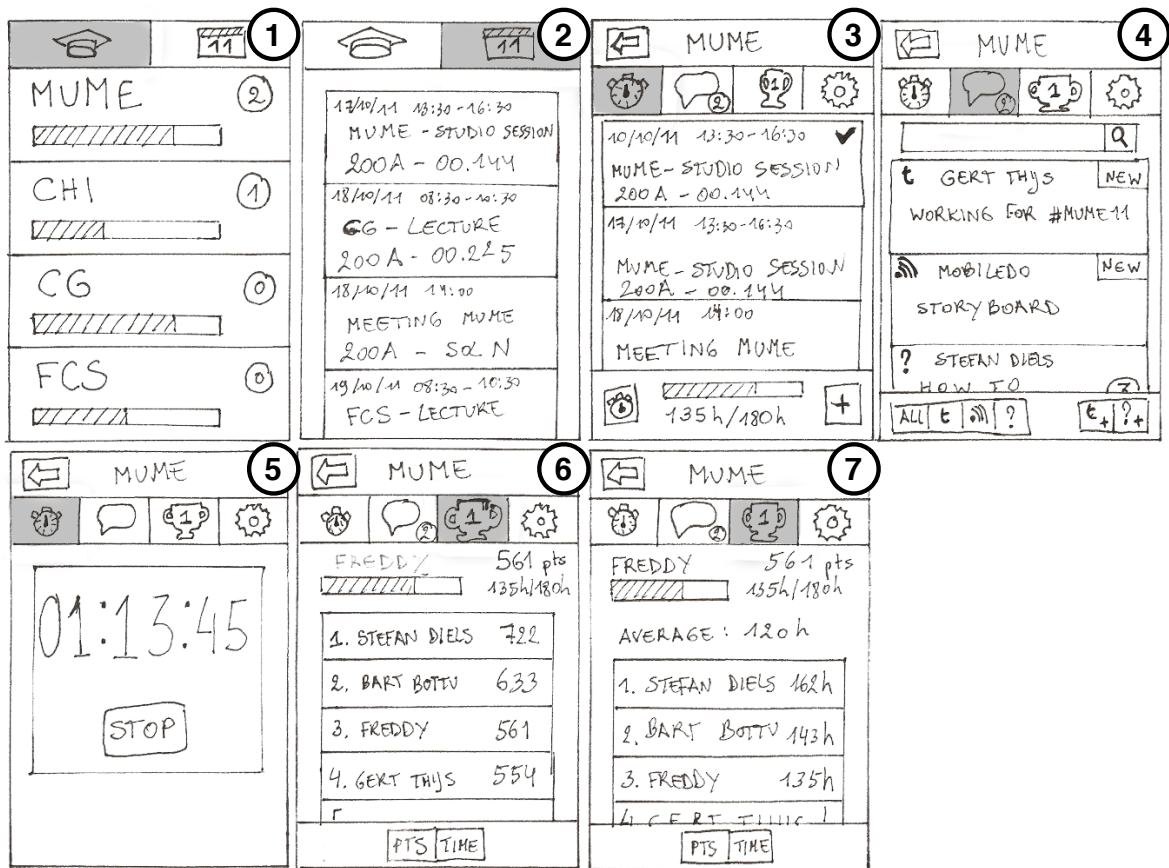 11
1
MUME
2
CHI
1
CG
0
FCS
0
11
2
17/10/11 13:30-16:30
MUME - STUDIO SESSION
200A - 00.144
18/10/11 08:30-10:30
CG - LECTURE
200A - 00.225
18/10/11 14:00
MEETING MUME
200A - SOL N
19/10/11 08:30-10:30
FCS - LECTURE
MUME
3
2
1
10/10/11 13:30-16:30
MUME - STUDIO SESSION
200A - 00.144
17/10/11 13:30-16:30
MUME - STUDIO SESSION
200A - 00.144
18/10/11 14:00
MEETING MUME
135h/180h
+
MUME
4
2
1
t GERT THIJS NEW
WORKING FOR #MUME11
MOBILEDO NEW
STORYBOARD
? STEFAN DIELS
HOW TO
ALL t ? t+ ?+
MUME
5
1
01:13:45
STOP
MUME
6
2
1
FREDDY 561 pts
135h/180h
1. STEFAN DIELS 722
2. BART BOTTU 633
3. FREDDY 561
4. GERT THIJS 554
PTS TIME
MUME
7
2
1
FREDDY 561 pts
135h/180h
AVERAGE: 120h
1. STEFAN DIELS 162h
2. BART BOTTU 143h
3. FREDDY 135h
4. GERT THIJS
PTS TIME